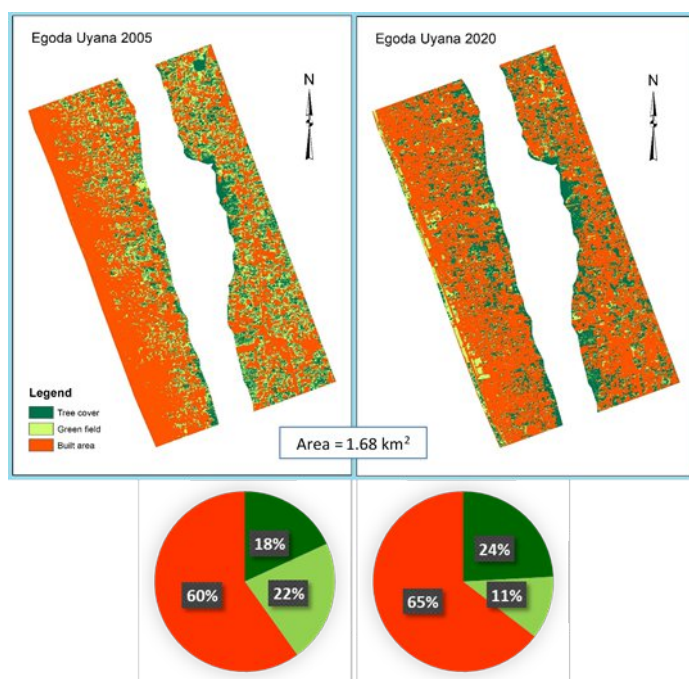 Egoda Uyana 2005
N
Legend
Tree cover
Green field
Built area
Egoda Uyana 2020
N
Area = 1.68 km²
18%
22%
60%
24%
11%
65%